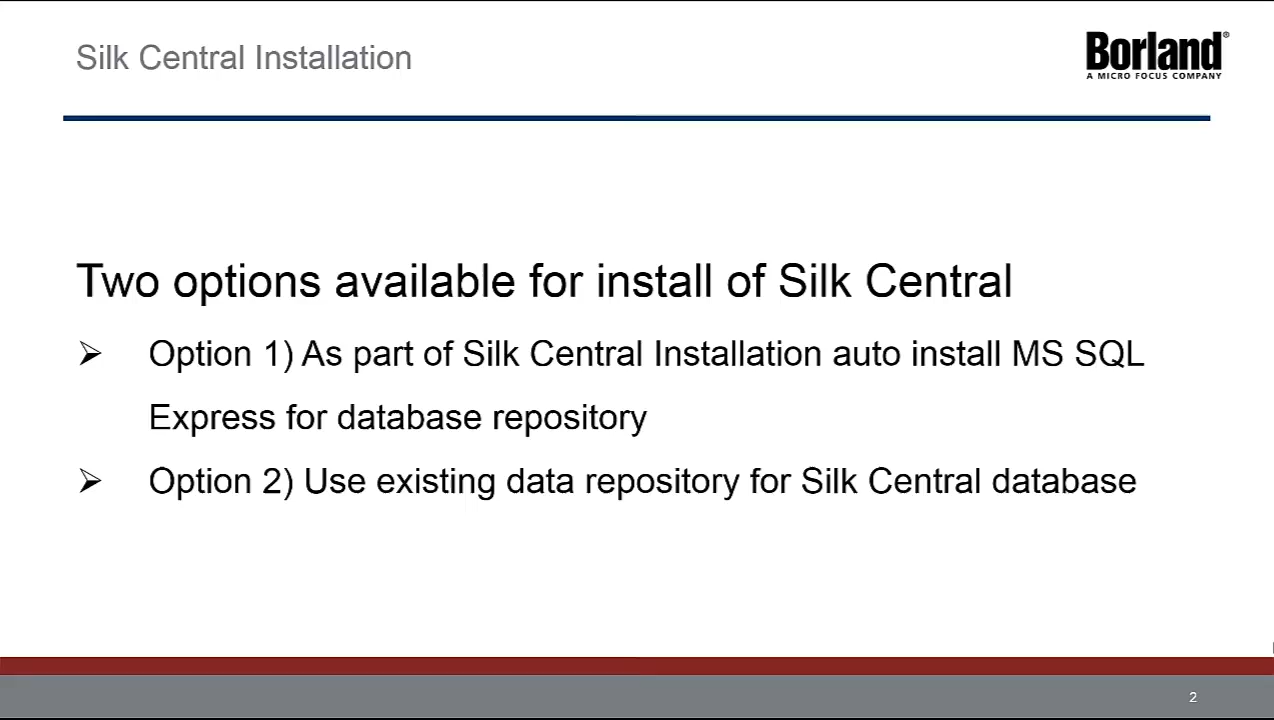 Silk Central Installation
Borland®
A MICRO FOCUS COMPANY
Two options available for install of Silk Central
➢ Option 1) As part of Silk Central Installation auto install MS SQL
Express for database repository
➢ Option 2) Use existing data repository for Silk Central database
2